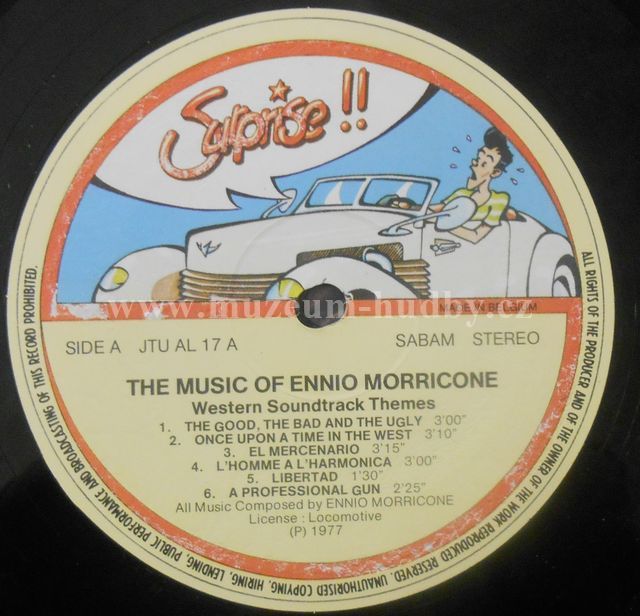 Surprise !!
MADE IN BELGIUM
SIDE A JTU AL 17 A SABAM STEREO
THE MUSIC OF ENNIO MORRICONE
Western Soundtrack Themes
1. THE GOOD, THE BAD AND THE UGLY 3'00"
2. ONCE UPON A TIME IN THE WEST 3'10"
3. EL MERCENARIO 3'15"
4. L'HOMME A L'HARMONICA 3'00"
5. LIBERTAD 1'30"
6. A PROFESSIONAL GUN 2'25"
All Music Composed by ENNIO MORRICONE
License : Locomotive
(P) 1977
ALL RIGHTS OF THE PRODUCER AND OF THE OWNER OF THE WORK REPRODUCED RESERVED. UNAUTHORISED COPYING, HIRING, LENDING, PUBLIC PERFORMANCE AND BROADCASTING OF THIS RECORD PROHIBITED.
www.muzeum-hudby.cz